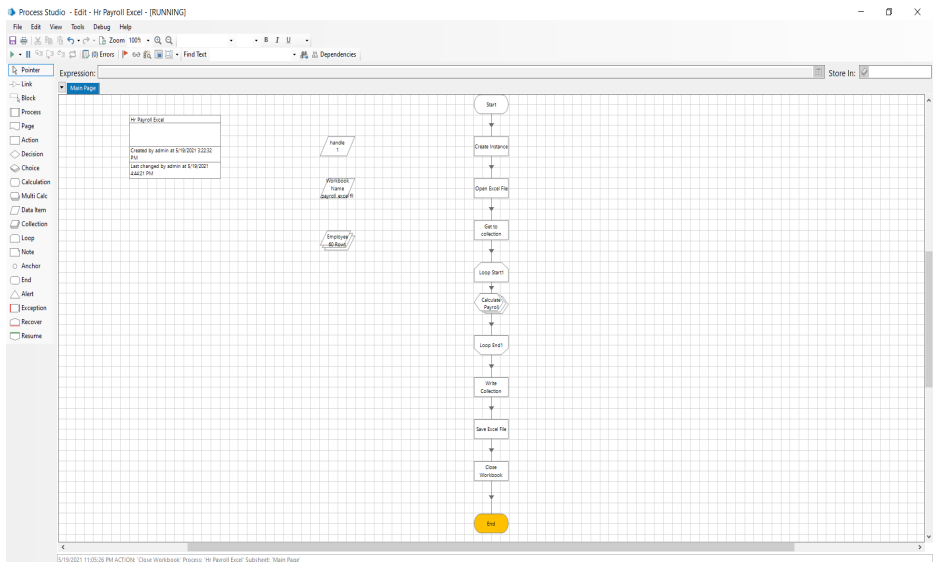 Process Studio - Edit - Hr Payroll Excel - [RUNNING]
File Edit View Tools Debug Help
Zoom 100% B I U
(0) Errors Find Text Dependencies
Pointer
Link
Block
Process
Page
Action
Decision
Choice
Calculation
Multi Calc
Data Item
Collection
Loop
Note
Anchor
End
Alert
Exception
Recover
Resume
Expression: Store In:
Main Page
Hr Payroll Excel
Created by admin at 5/19/2021 3:22:32
PM
Last changed by admin at 5/19/2021
4:44:21 PM
handle
1
Workbook
Name
payroll excel fi
Employee
60 Rows
Start
Create Instance
Open Excel File
Get to
collection
Loop Start1
Calculate
Payroll
Loop End1
Write
Collection
Save Excel File
Close
Workbook
End
5/19/2021 11:05:26 PM ACTION: 'Close Workbook' Process: 'Hr Payroll Excel' Subsheet: 'Main Page'